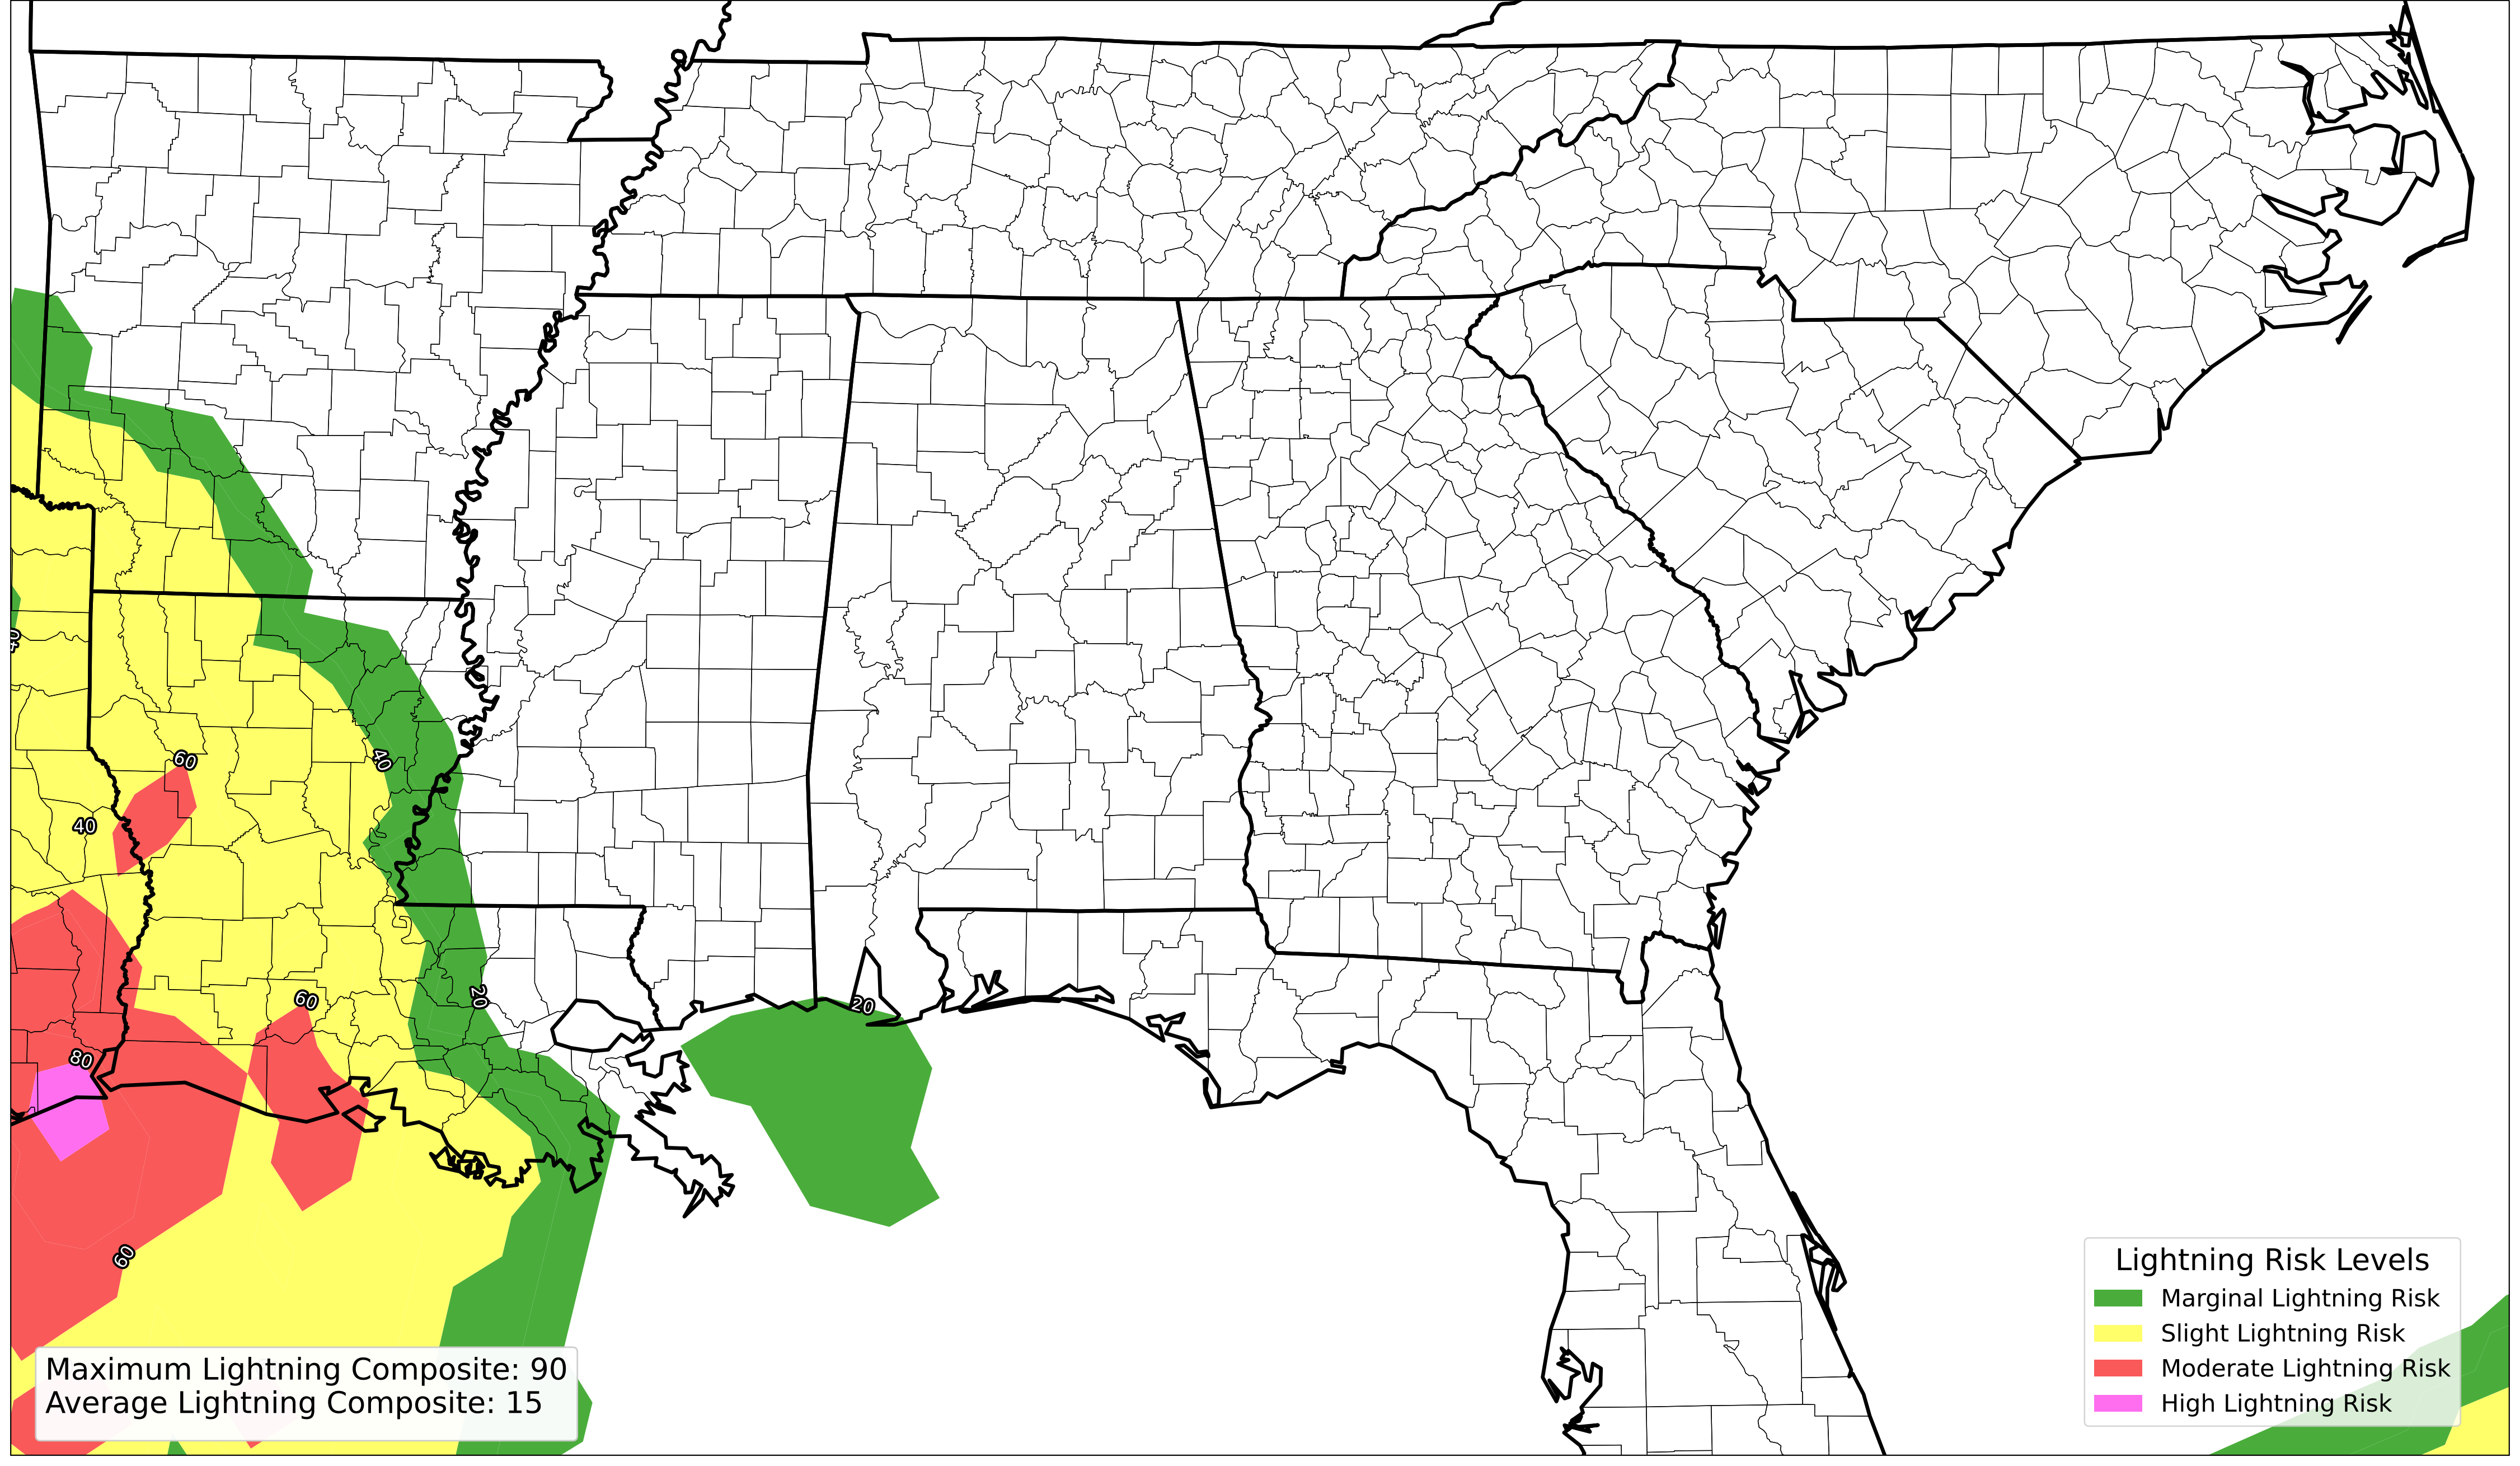 40
60
40
40
60
20
20
80
60
Lightning Risk Levels
Marginal Lightning Risk
Slight Lightning Risk
Moderate Lightning Risk
High Lightning Risk
Maximum Lightning Composite: 90
Average Lightning Composite: 15